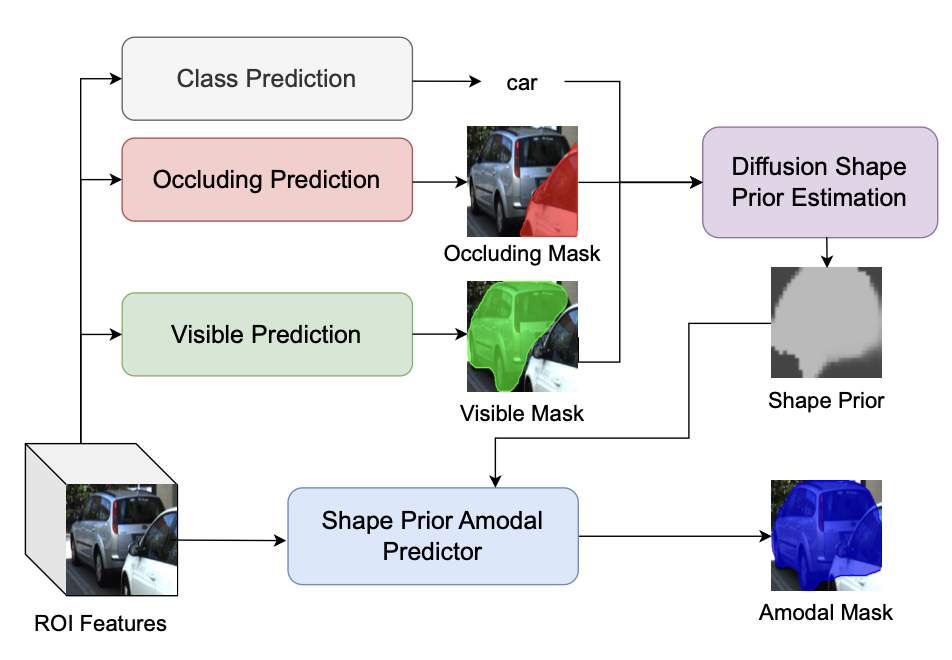 Class Prediction
car
Occluding Prediction
Occluding Mask
Diffusion Shape
Prior Estimation
Visible Prediction
Visible Mask
Shape Prior
ROI Features
Shape Prior Amodal
Predictor
Amodal Mask